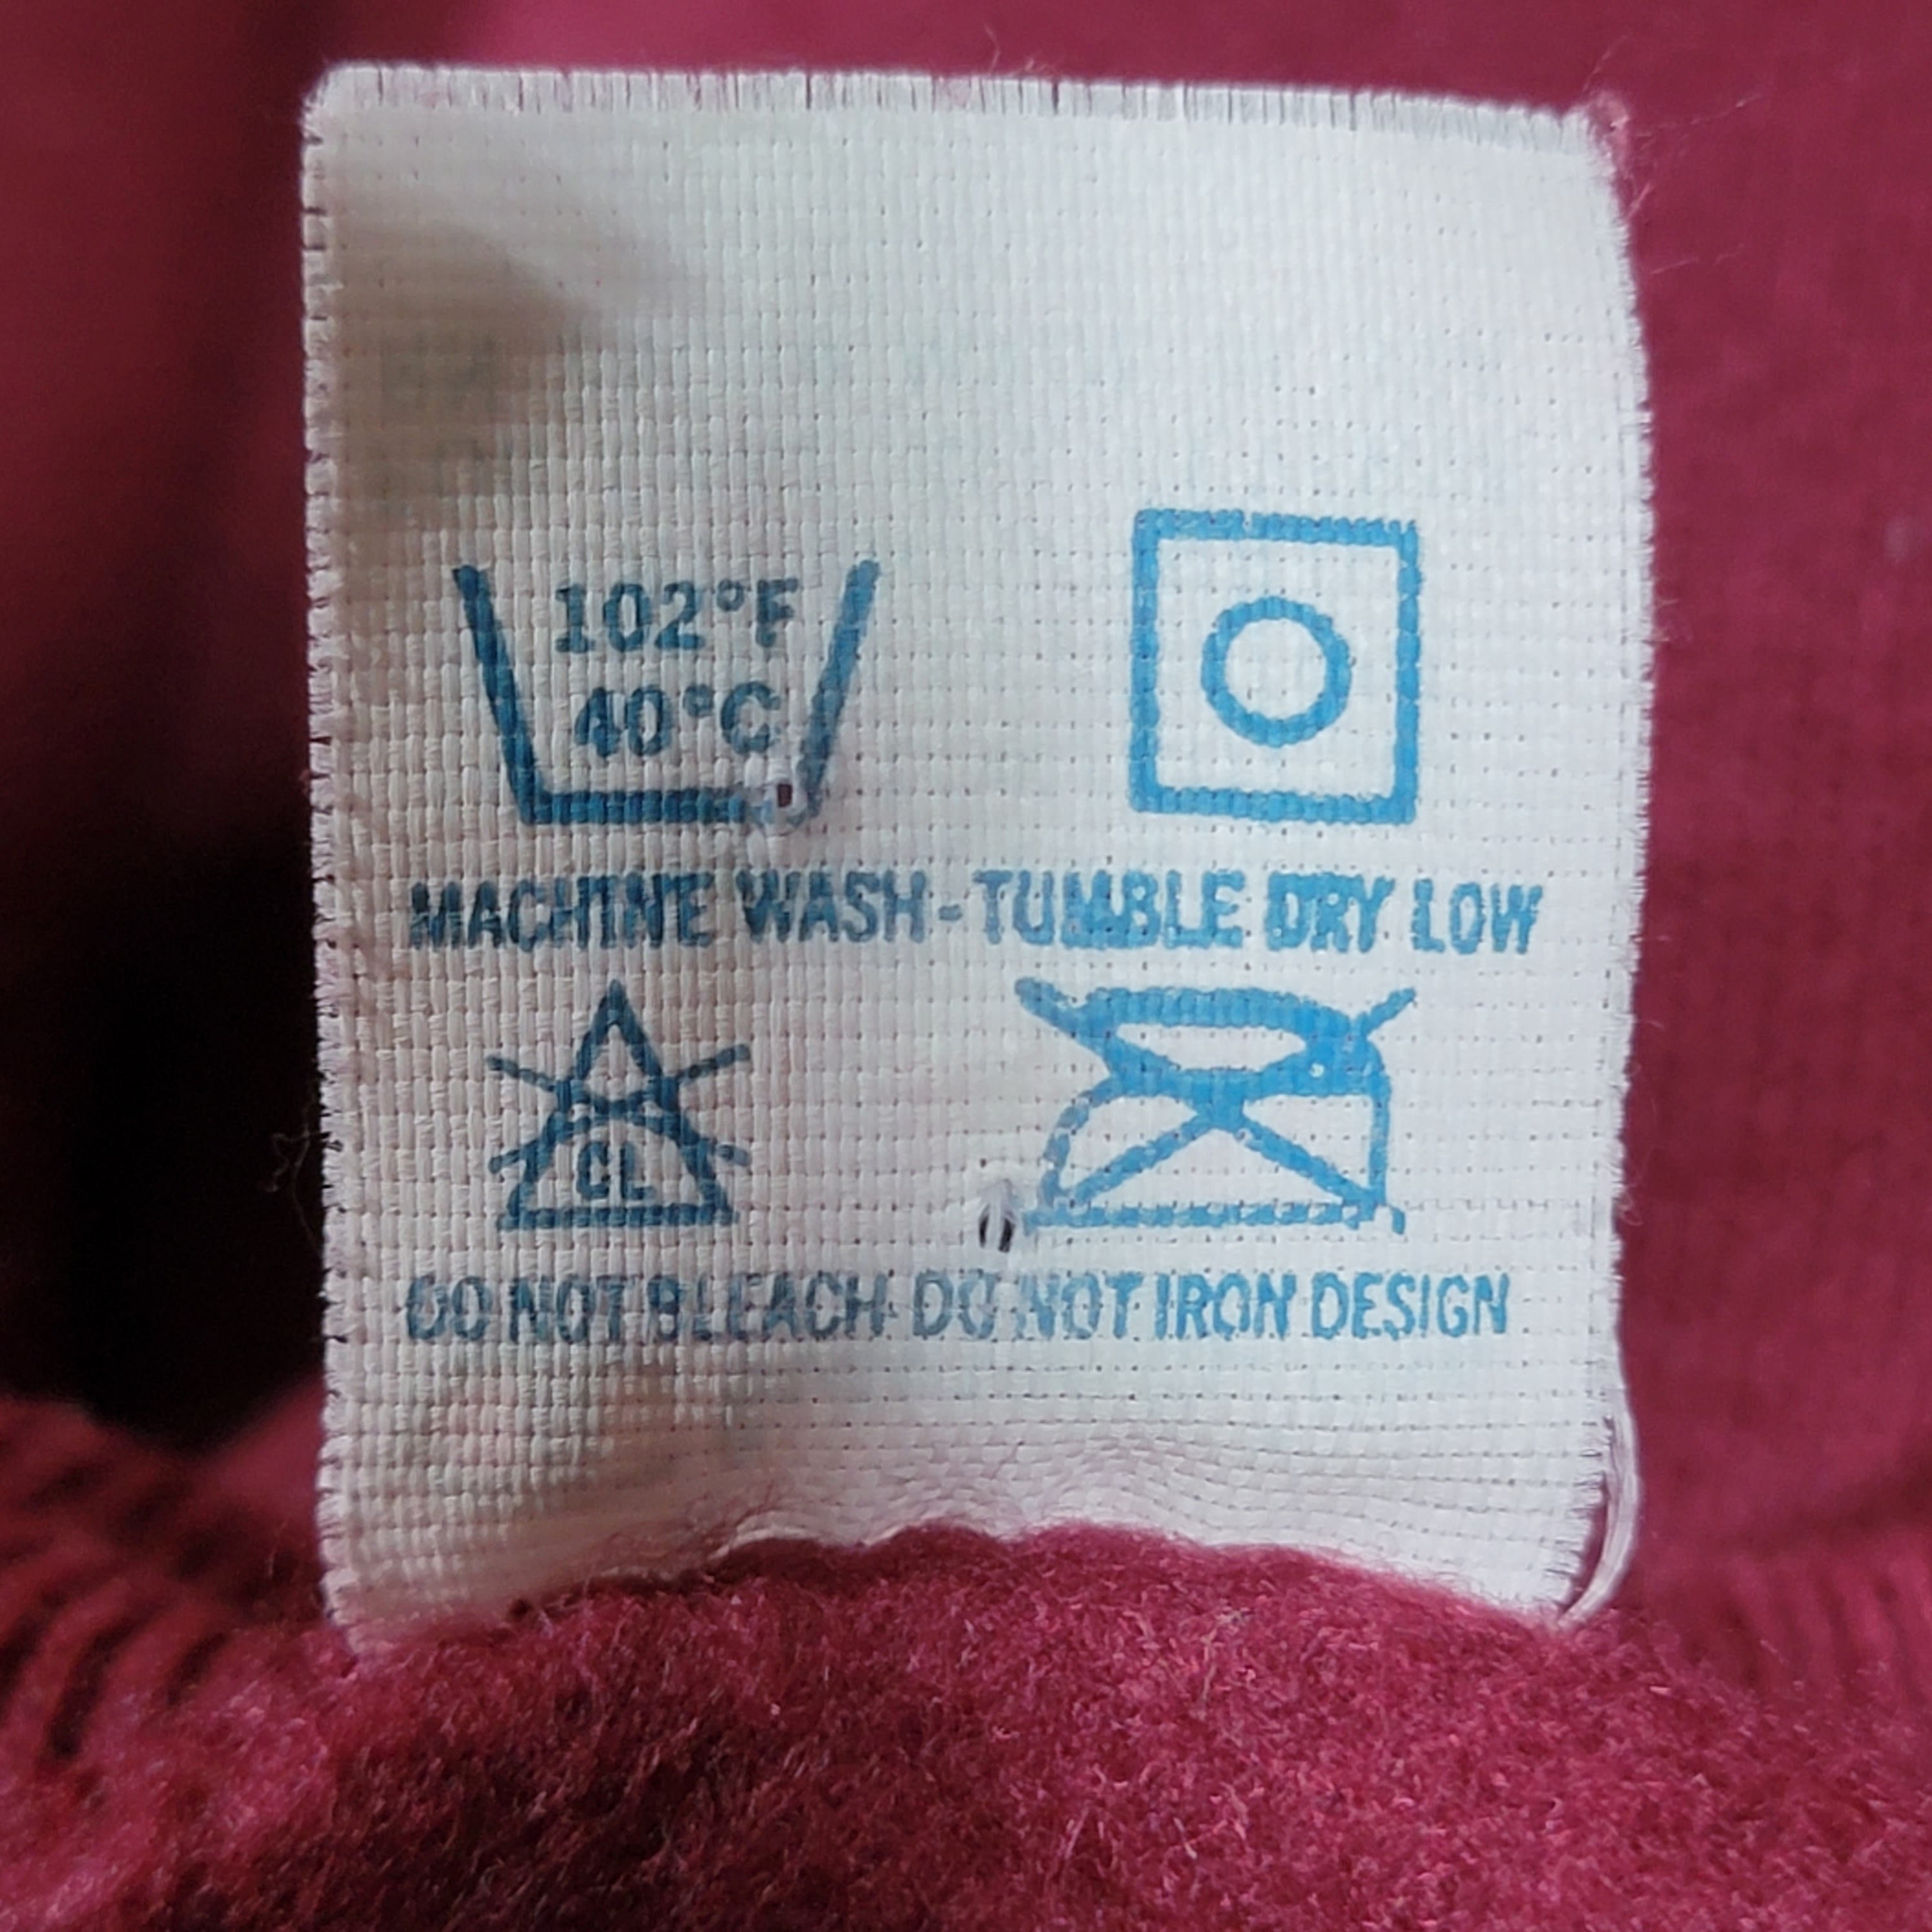 102°F
40°C
MACHINE WASH-TUMBLE DRY LOW
CL
DO NOT BLEACH-DO NOT IRON DESIGN